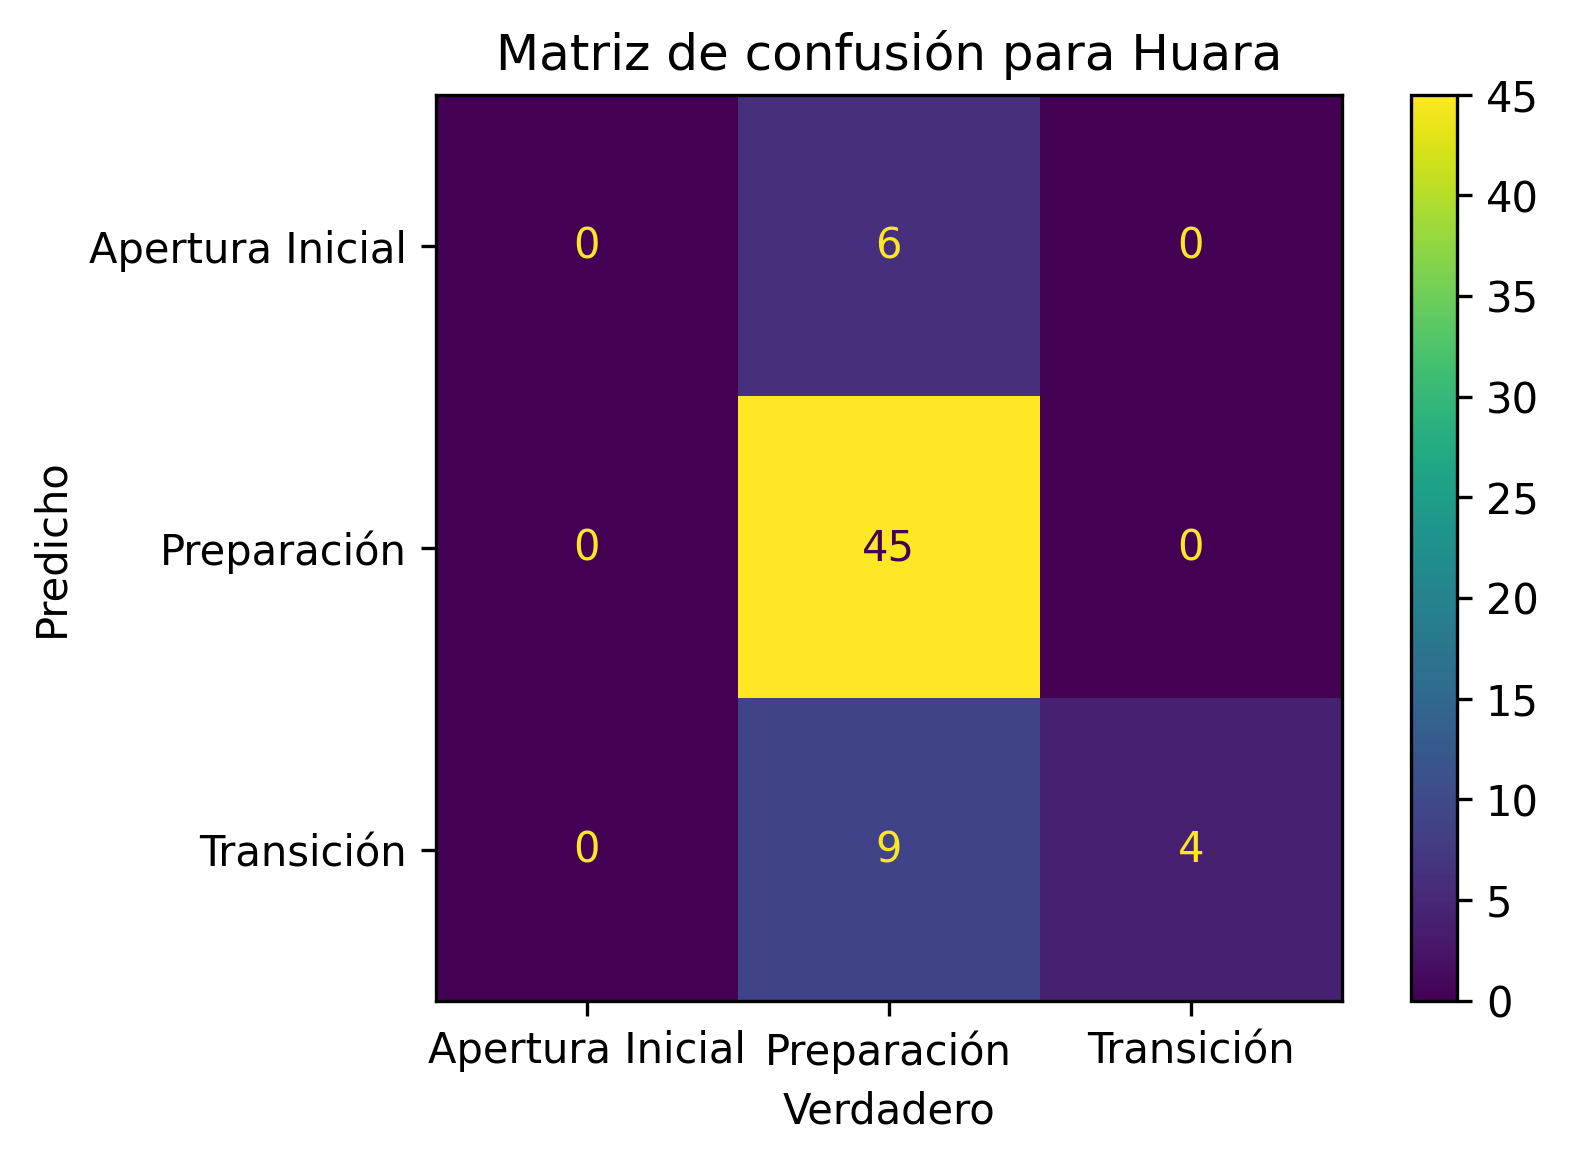 Matriz de confusión para Huara
Apertura Inicial 0 6 0
Preparación 0 45 0
Transición 0 9 4
Predicho
Apertura Inicial Preparación Transición
Verdadero
45
40
35
30
25
20
15
10
5
0